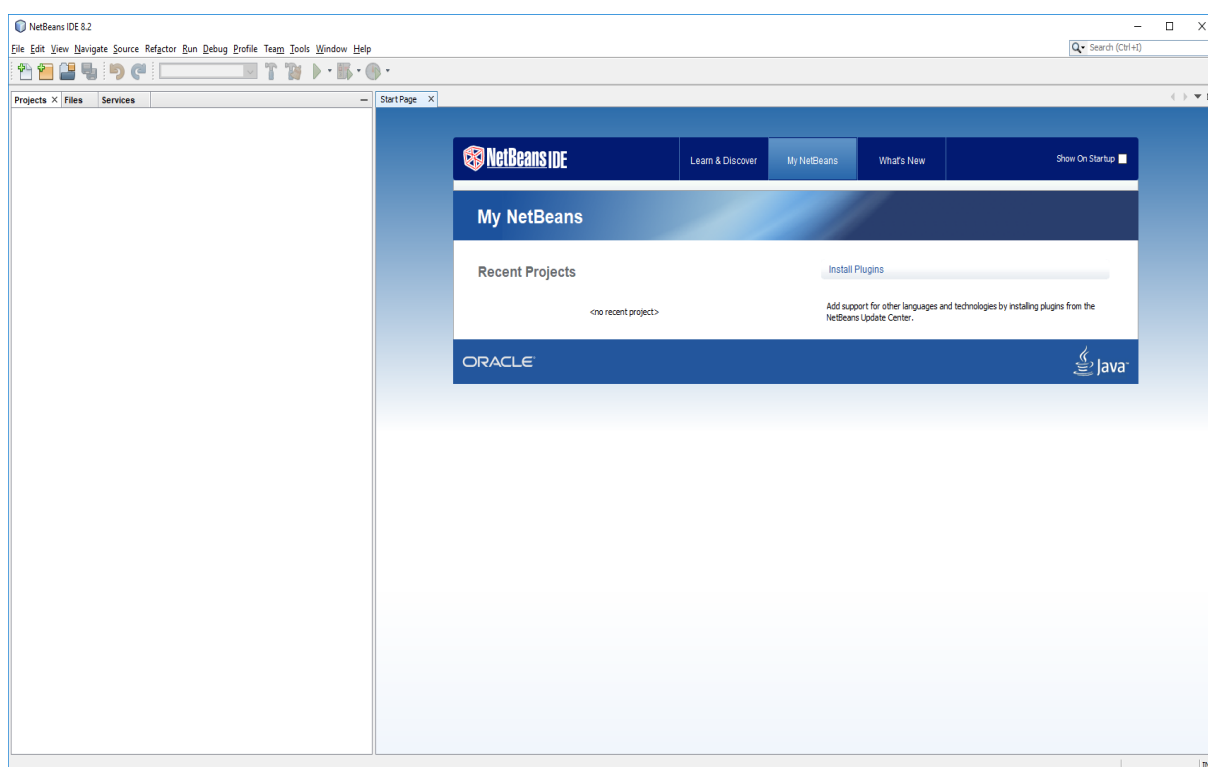 NetBeans IDE 8.2
File Edit View Navigate Source Refactor Run Debug Profile Team Tools Window Help
Search (Ctrl+I)
Projects Files Services
Start Page
NetBeans IDE
Learn & Discover
My NetBeans
What's New
Show On Startup
My NetBeans
Recent Projects
<no recent project>
Install Plugins
Add support for other languages and technologies by installing plugins from the
NetBeans Update Center.
ORACLE
Java